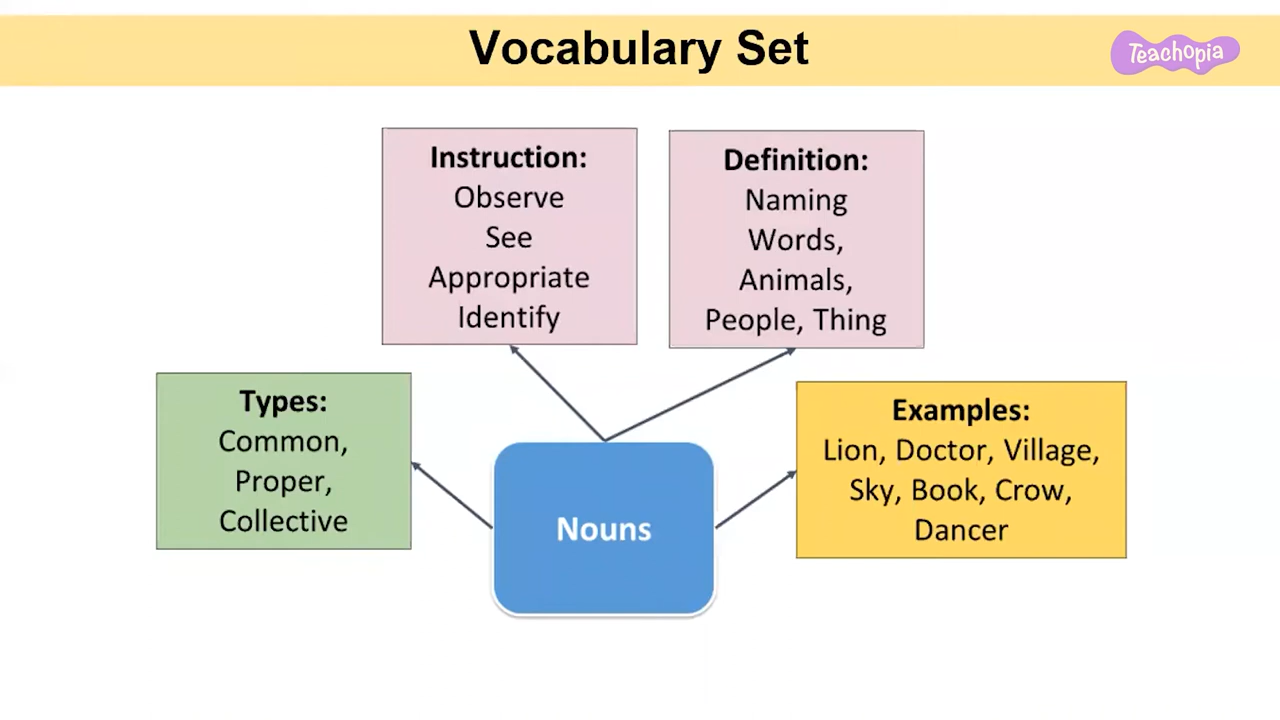 Vocabulary Set
Teachopia
Instruction:
Observe
See
Appropriate
Identify
Definition:
Naming
Words,
Animals,
People, Thing
Types:
Common,
Proper,
Collective
Nouns
Examples:
Lion, Doctor, Village,
Sky, Book, Crow,
Dancer